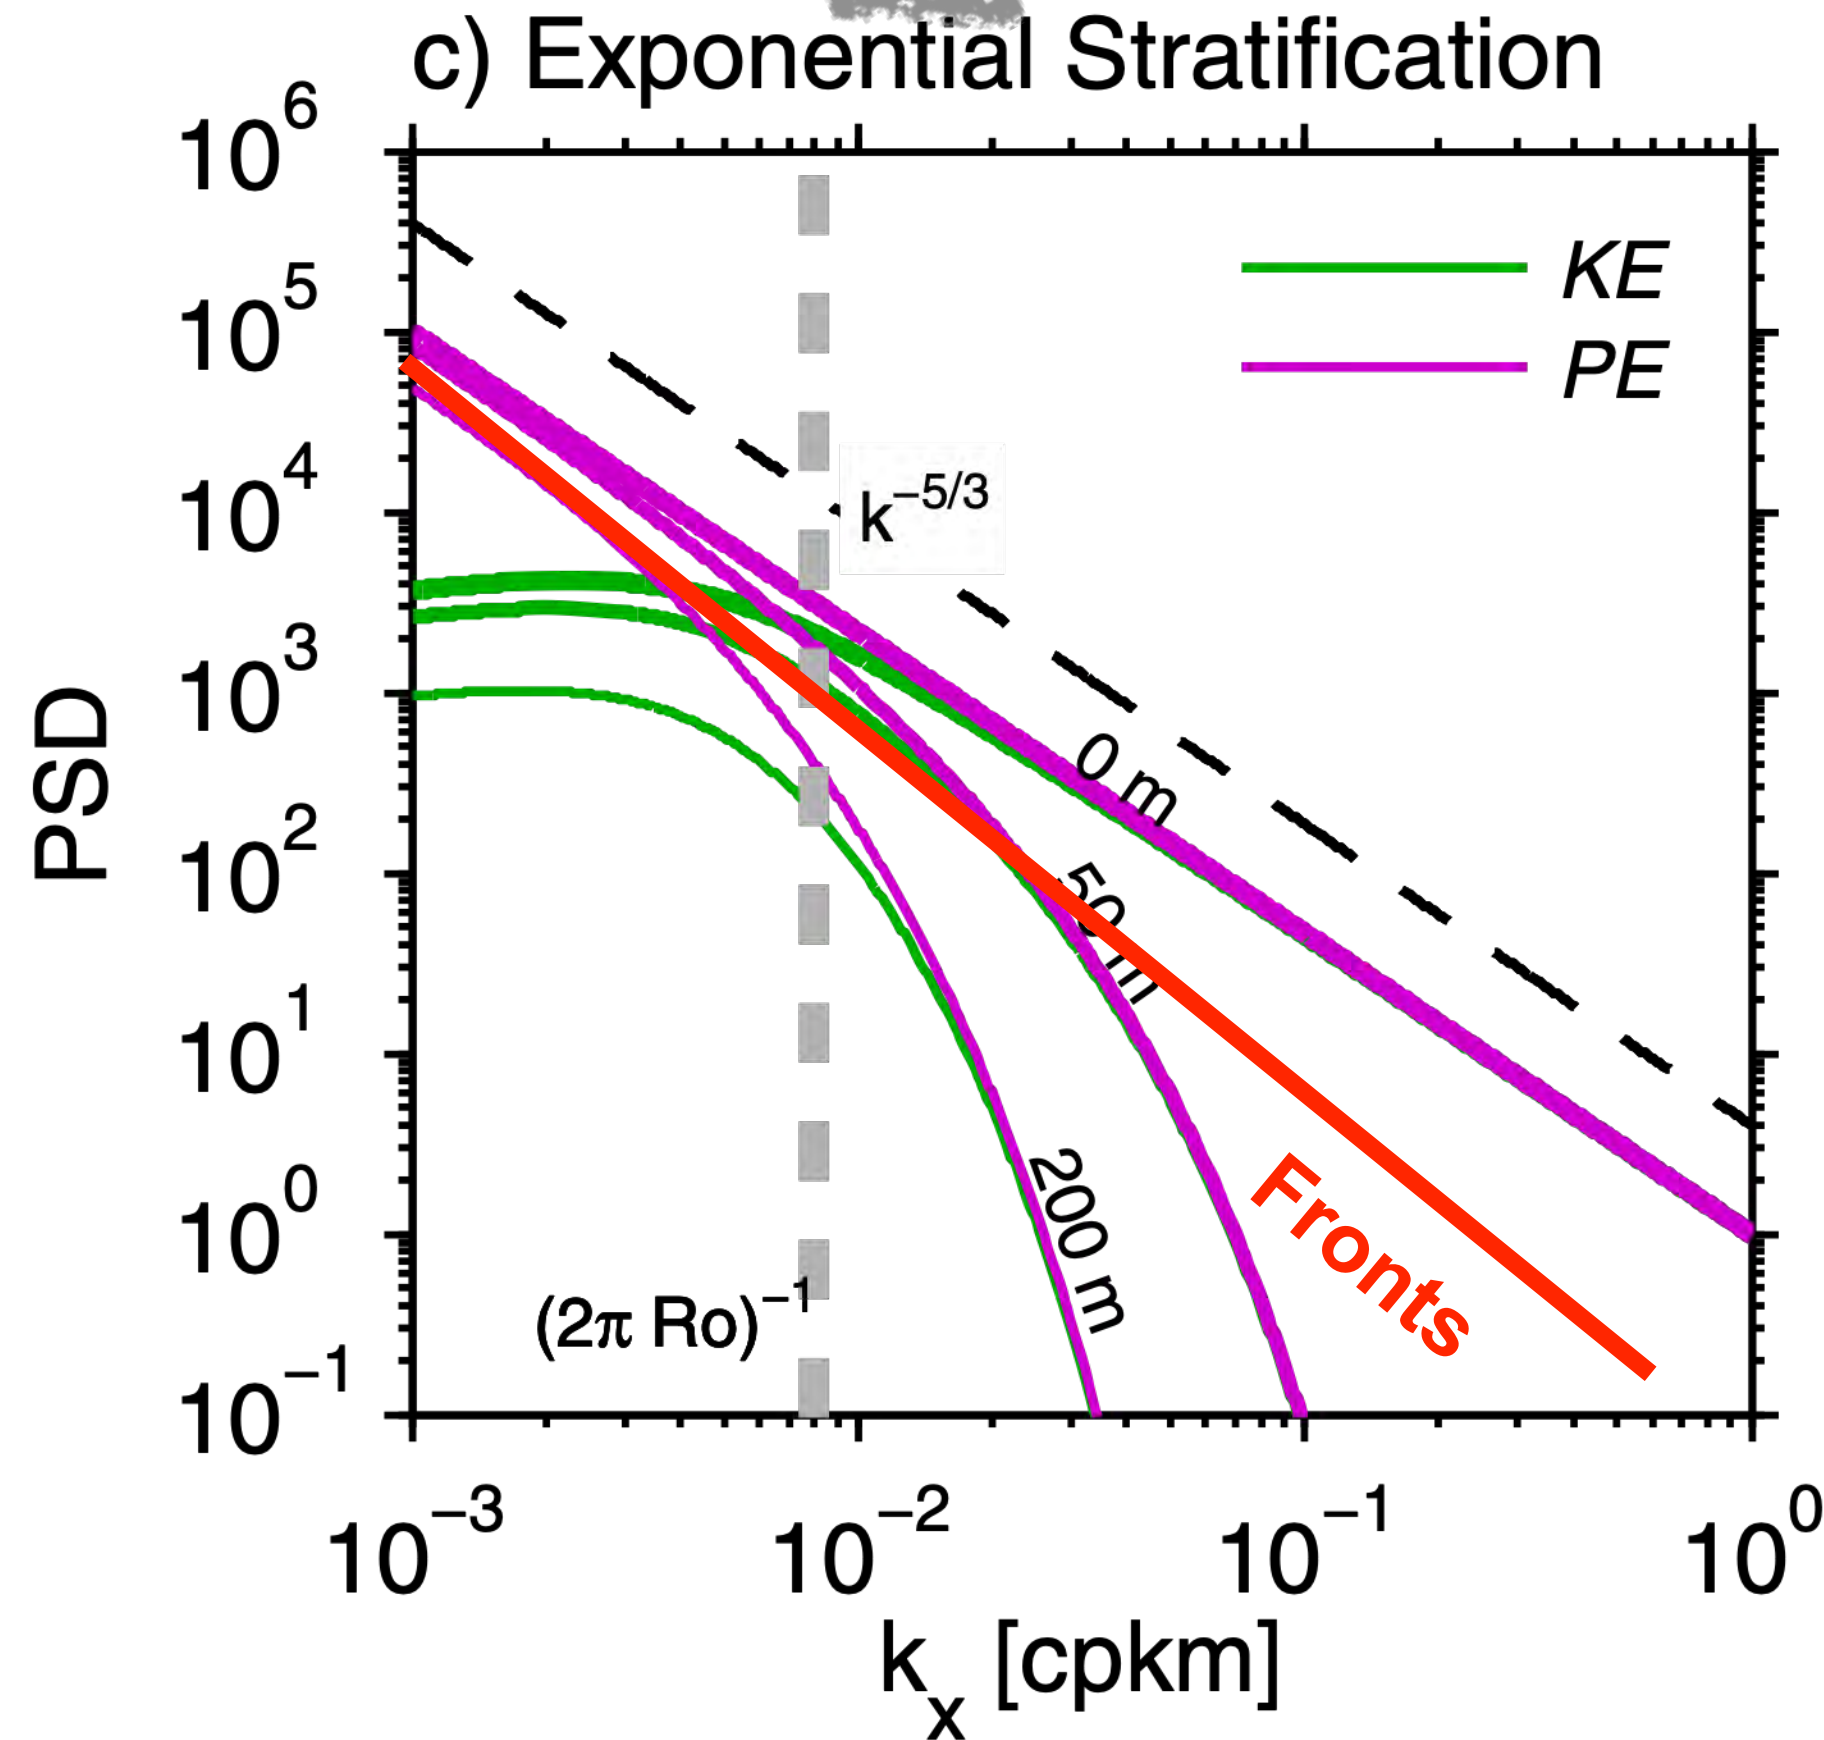 c) Exponential Stratification
10^6
10^5
10^4
10^3
10^2
10^1
10^0
10^−1
PSD
KE
PE
k^−5/3
0 m
50 m
200 m
Fronts
(2π Ro)^−1
10^−3
10^−2
10^−1
10^0
k_x [cpkm]